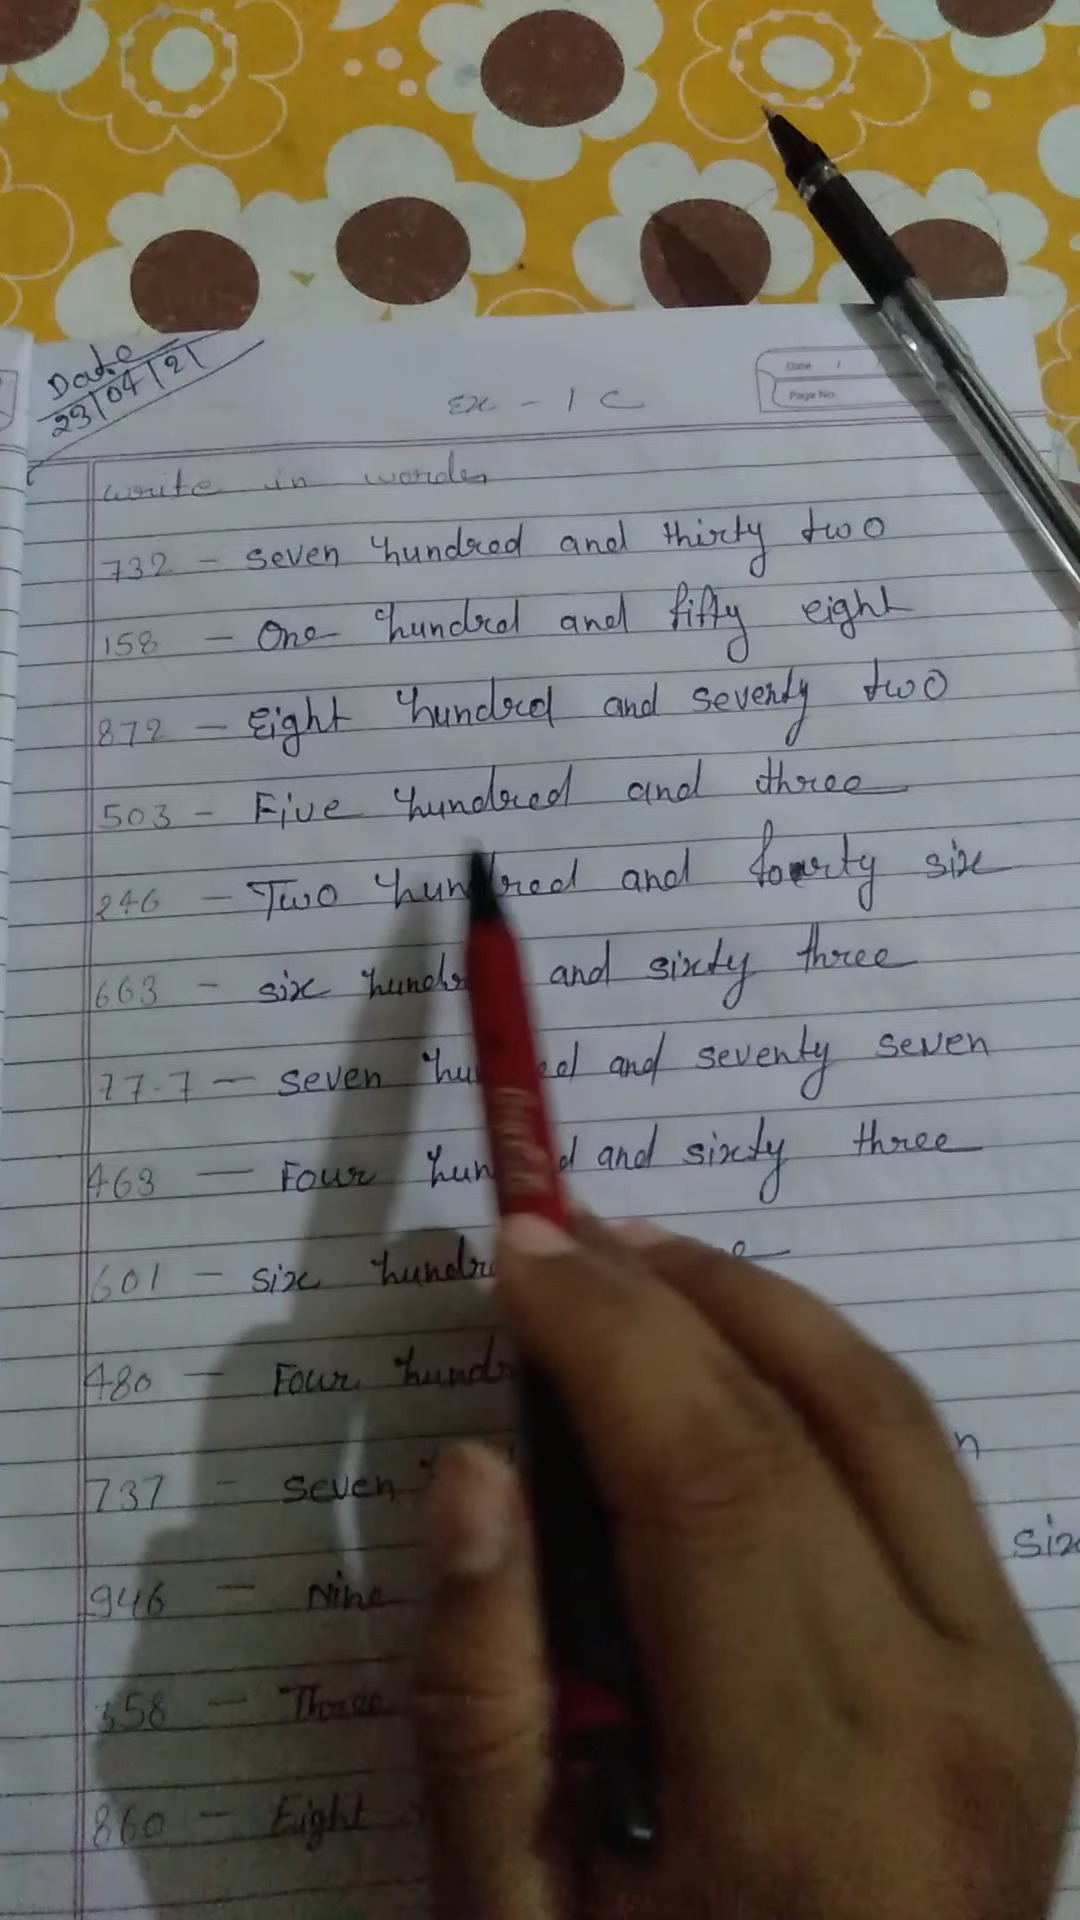 Date
23/04/21
Ex - 1 C
Date / /
Page No.
write in words
732 - seven hundred and thirty two
158 - One hundred and fifty eight
872 - Eight hundred and seventy two
503 - Five hundred and three
246 - Two hundred and fourty six
663 - six and sixty three
77.7 - seven and seventy seven
463 - Four and sixty three
601 - six
480 - Four
737 - seven
946 - Nine
358 - Three
860 - Eight